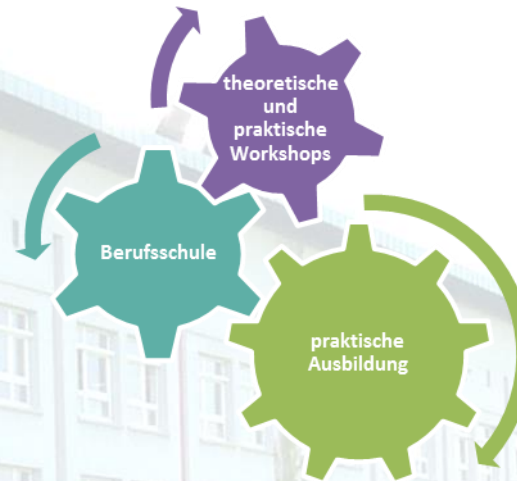 theoretische
und
praktische
Workshops
Berufsschule
praktische
Ausbildung